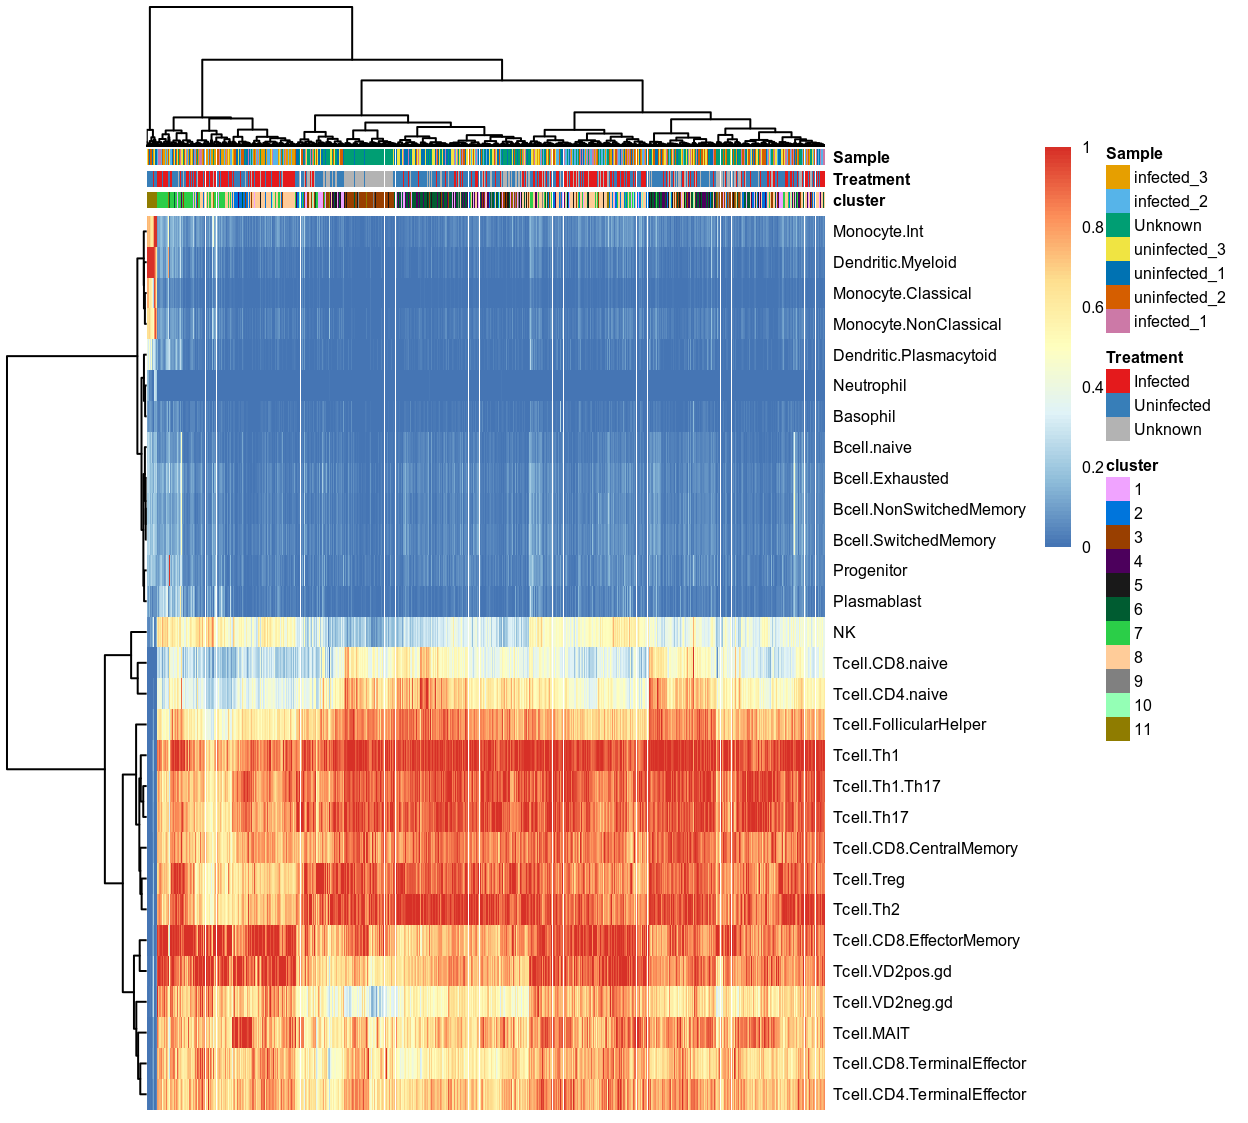 Sample
Treatment
cluster
Monocyte.Int
Dendritic.Myeloid
Monocyte.Classical
Monocyte.NonClassical
Dendritic.Plasmacytoid
Neutrophil
Basophil
Bcell.naive
Bcell.Exhausted
Bcell.NonSwitchedMemory
Bcell.SwitchedMemory
Progenitor
Plasmablast
NK
Tcell.CD8.naive
Tcell.CD4.naive
Tcell.FollicularHelper
Tcell.Th1
Tcell.Th1.Th17
Tcell.Th17
Tcell.CD8.CentralMemory
Tcell.Treg
Tcell.Th2
Tcell.CD8.EffectorMemory
Tcell.VD2pos.gd
Tcell.VD2neg.gd
Tcell.MAIT
Tcell.CD8.TerminalEffector
Tcell.CD4.TerminalEffector
1
0.8
0.6
0.4
0.2
0
Sample
infected_3
infected_2
Unknown
uninfected_3
uninfected_1
uninfected_2
infected_1
Treatment
Infected
Uninfected
Unknown
cluster
1
2
3
4
5
6
7
8
9
10
11